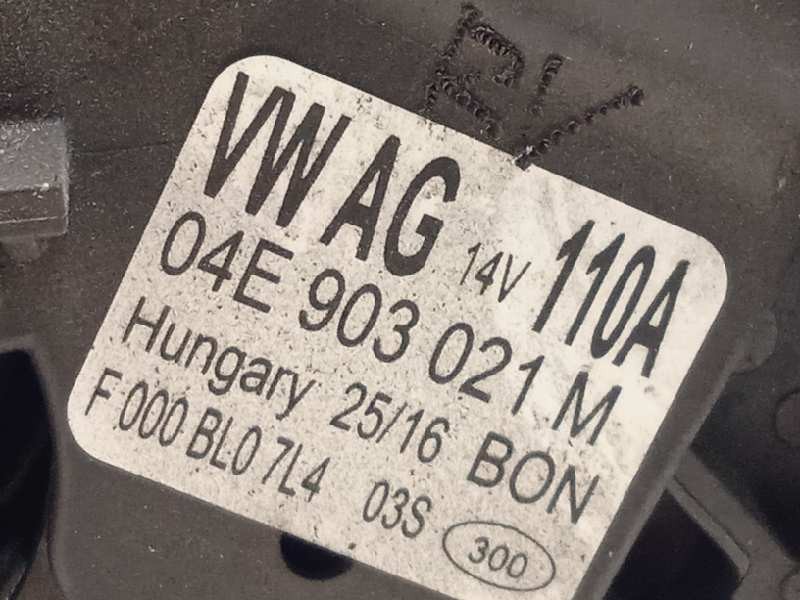 VW AG 14V 110A
04E 903 021 M
Hungary 25/16 BON
F 000 BL0 7L4 03S 300